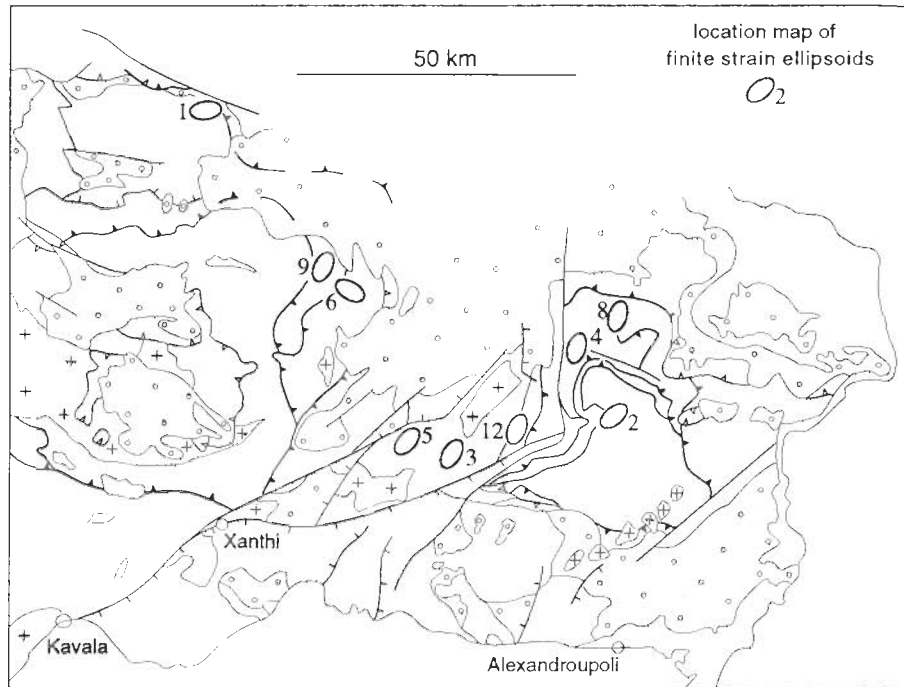 50 km
location map of
finite strain ellipsoids
2
1
9
6
8
4
5
3
12
2
Xanthi
Kavala
Alexandroupoli